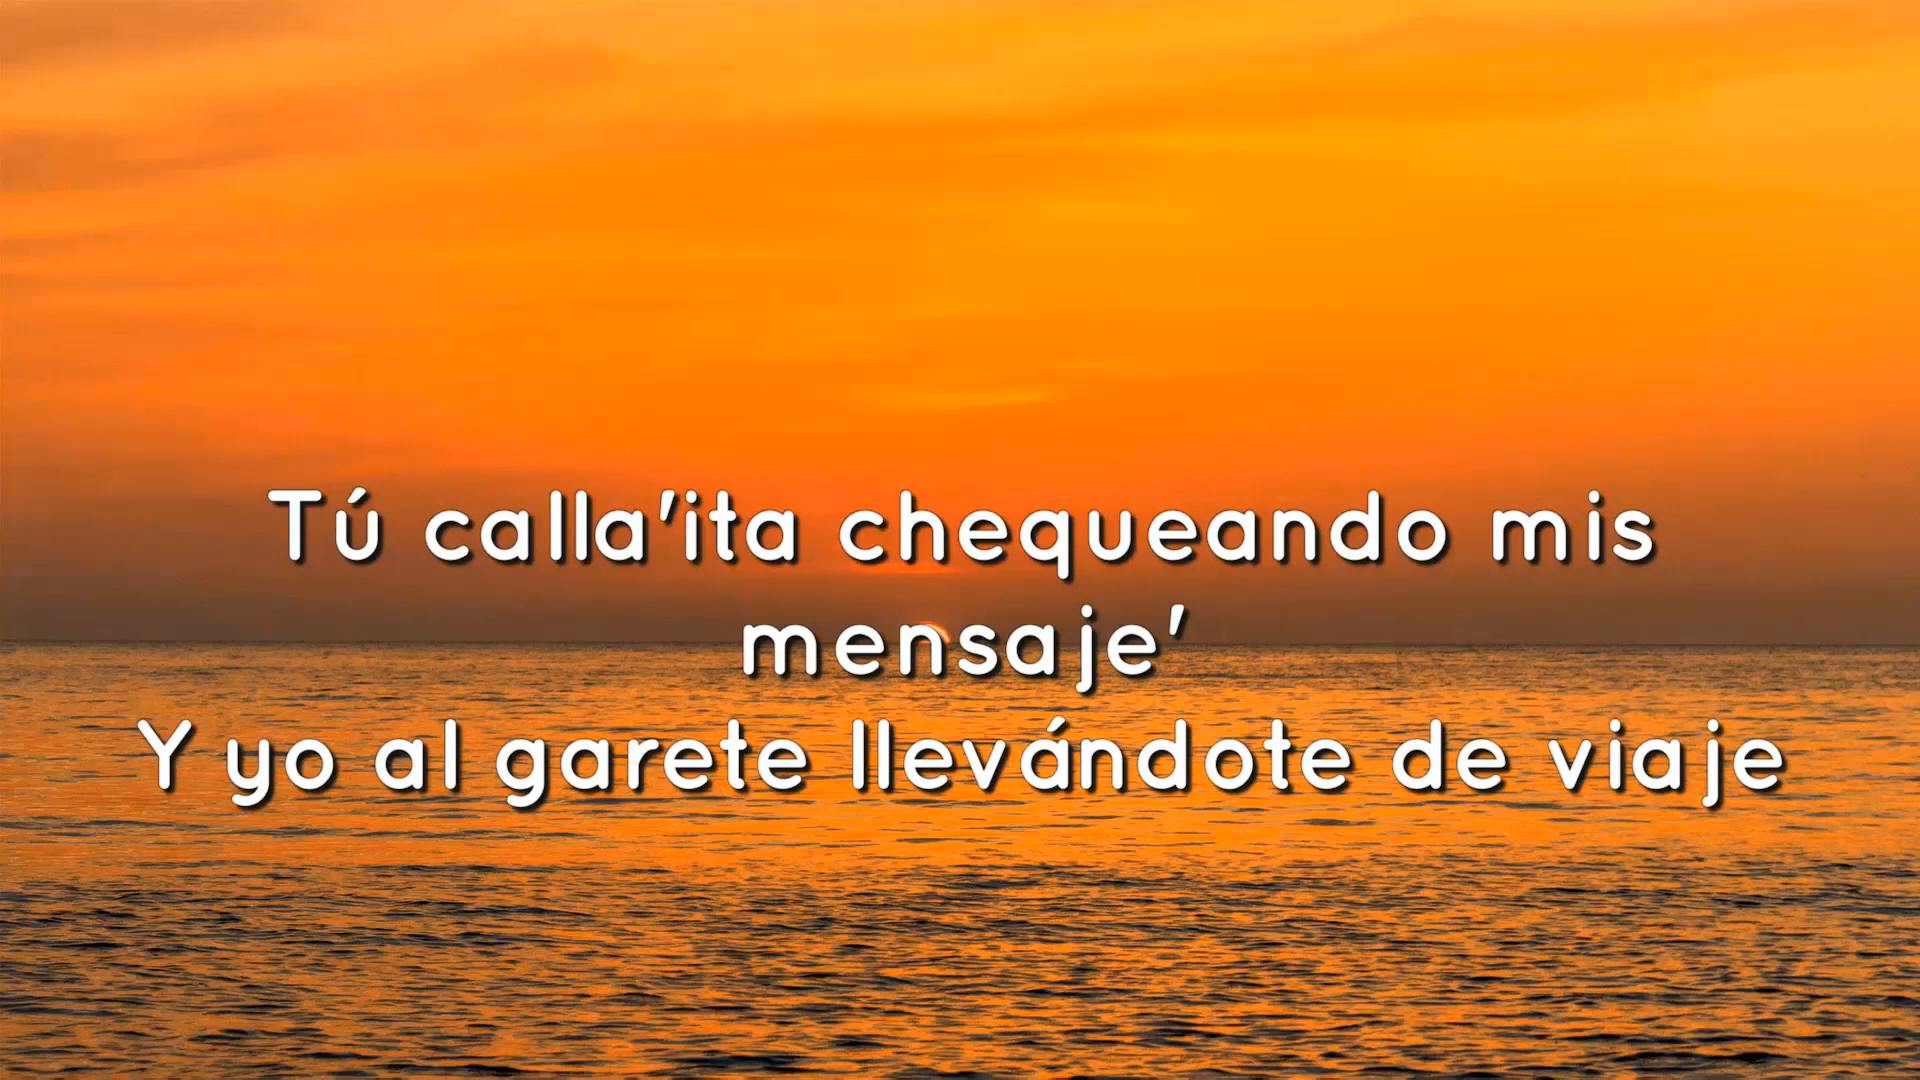 Tú calla'ita chequeando mis
mensaje'
Y yo al garete llevándote de viaje